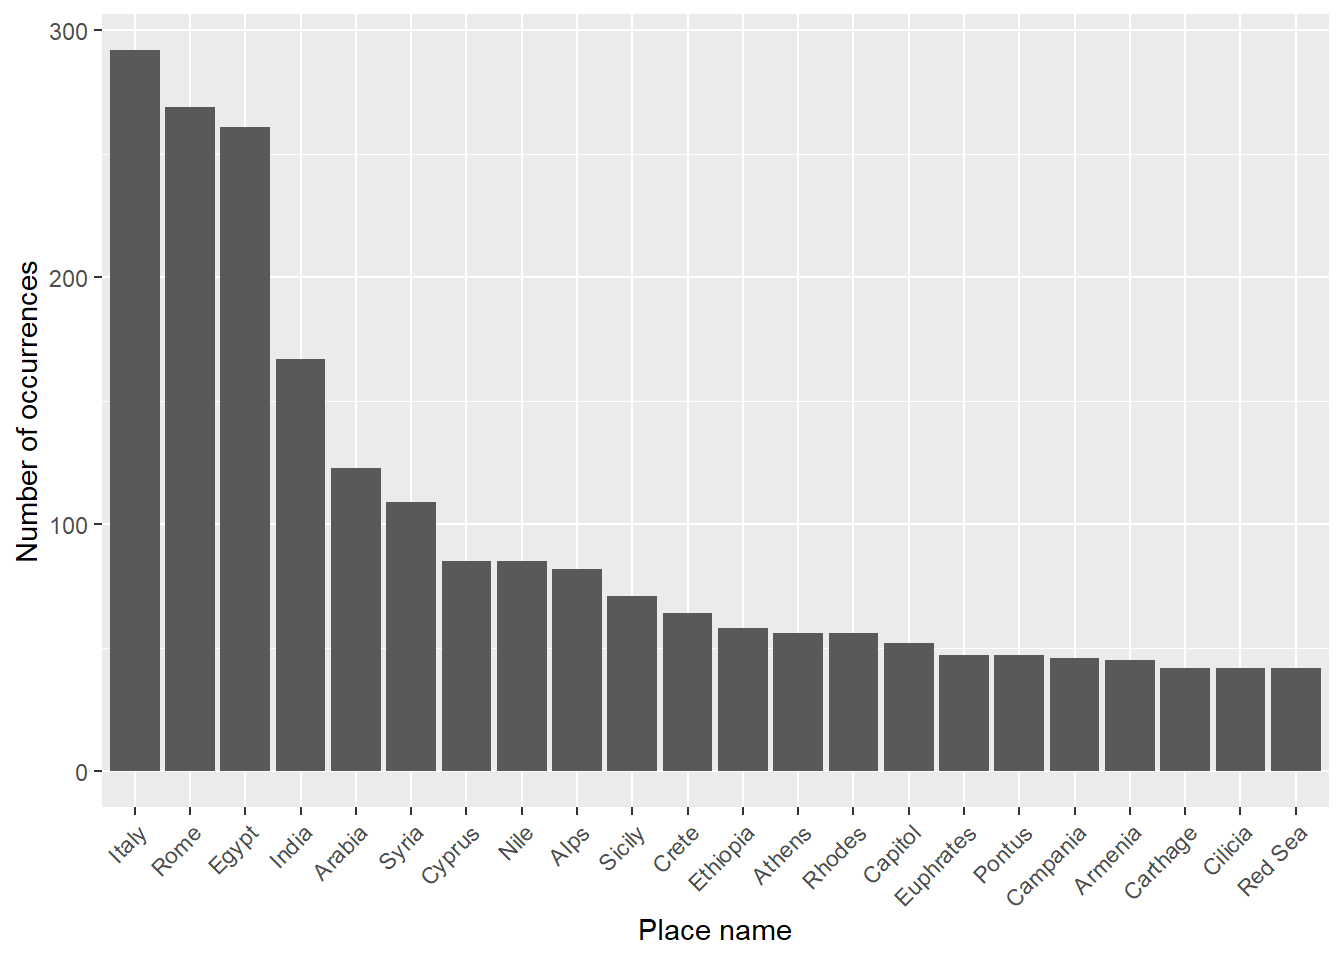 300
200
100
0
Number of occurrences
Italy
Rome
Egypt
India
Arabia
Syria
Cyprus
Nile
Alps
Sicily
Crete
Ethiopia
Athens
Rhodes
Capitol
Euphrates
Pontus
Campania
Armenia
Carthage
Cilicia
Red Sea
Place name